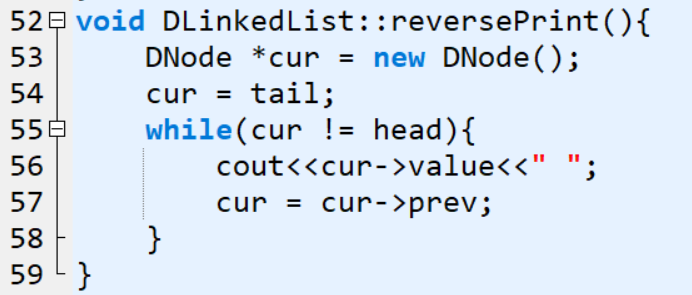 52 void DLinkedList::reversePrint(){
53     DNode *cur = new DNode();
54     cur = tail;
55     while(cur != head){
56         cout<<cur->value<<" ";
57         cur = cur->prev;
58     }
59 }